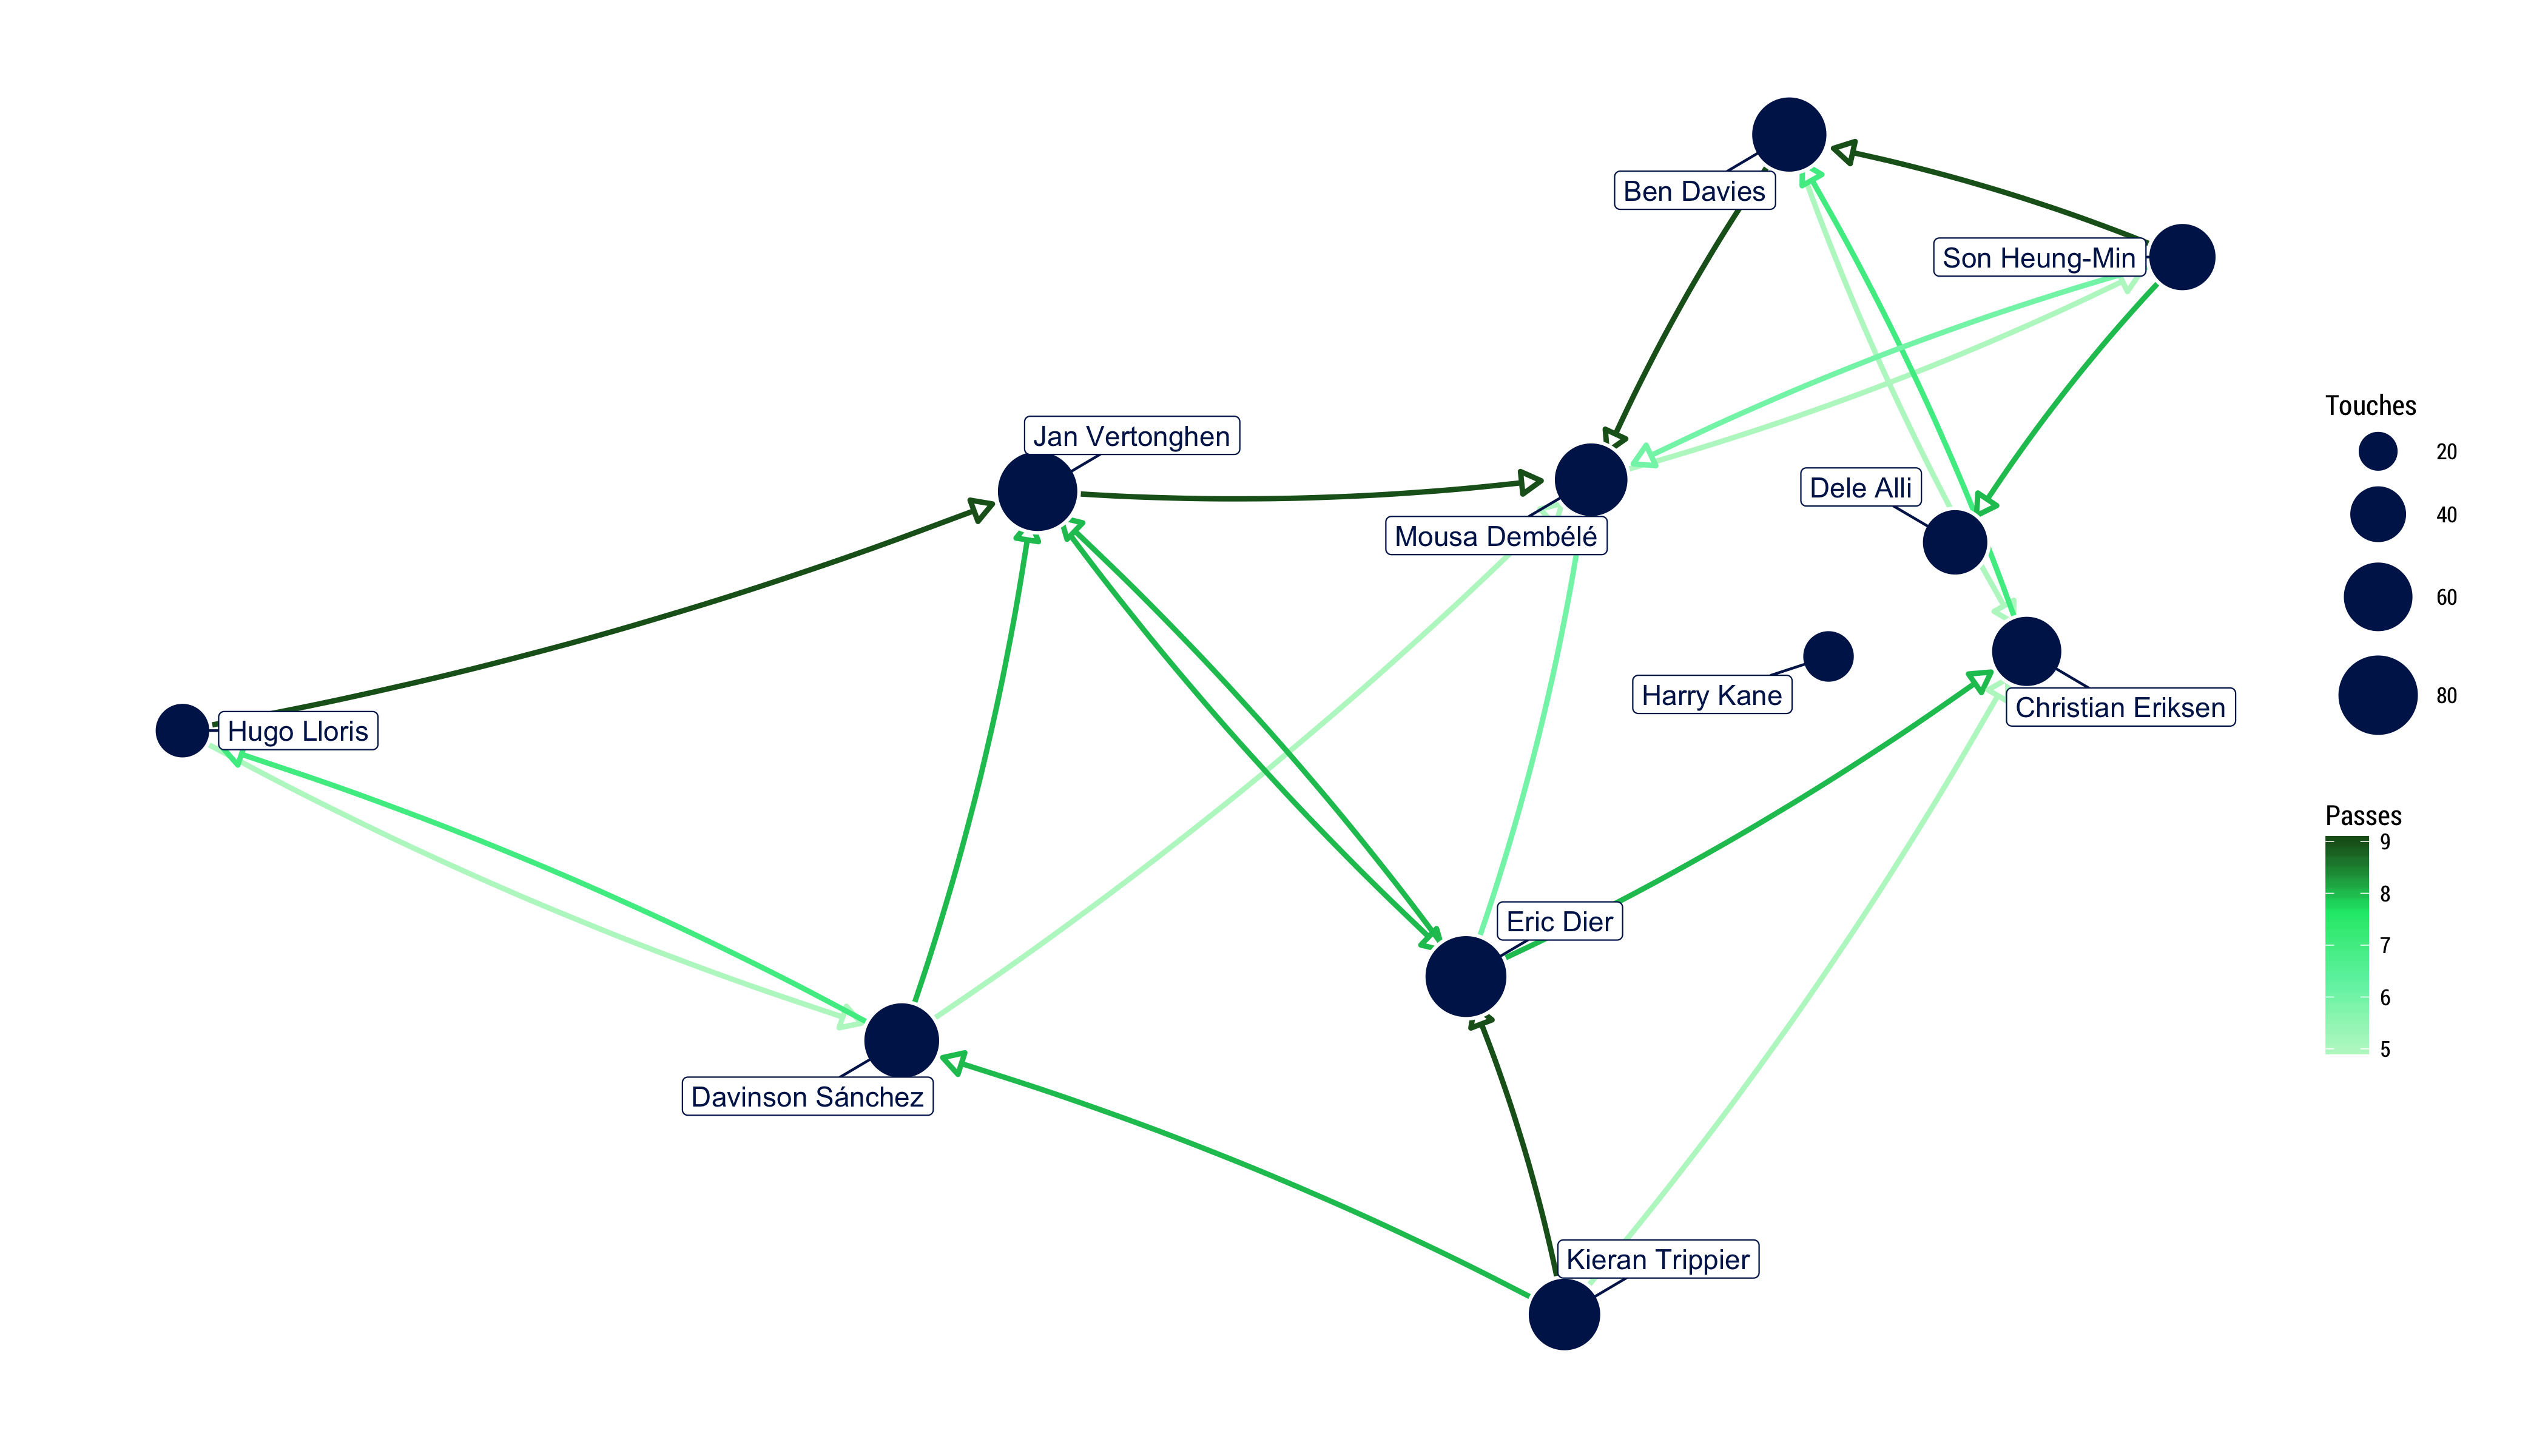 Ben Davies
Son Heung-Min
Jan Vertonghen
Dele Alli
Mousa Dembélé
Harry Kane
Christian Eriksen
Hugo Lloris
Eric Dier
Davinson Sánchez
Kieran Trippier
Touches
20
40
60
80
Passes
9
8
7
6
5